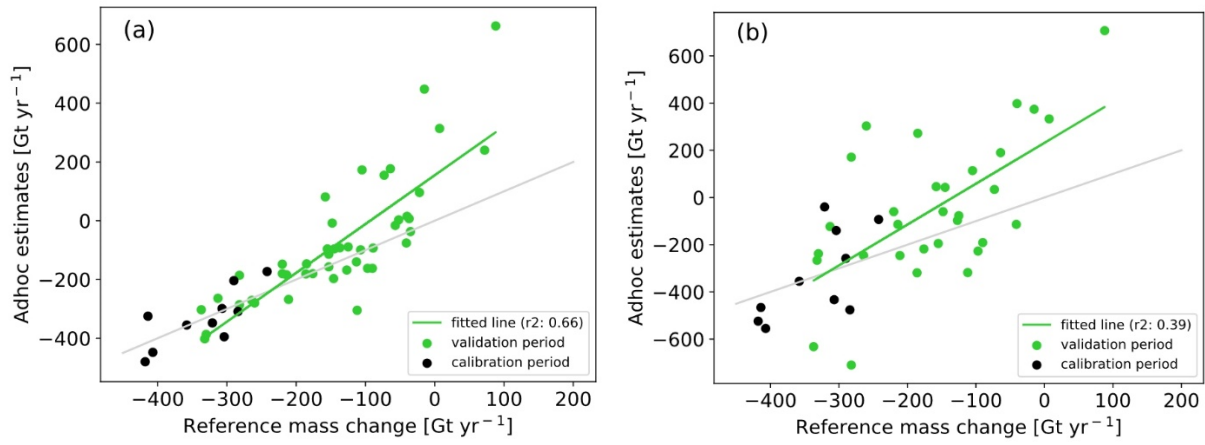 (a)
Adhoc estimates [Gt yr⁻¹]
600
400
200
0
−200
−400
fitted line (r2: 0.66)
validation period
calibration period
−400 −300 −200 −100 0 100 200
Reference mass change [Gt yr⁻¹]
(b)
Adhoc estimates [Gt yr⁻¹]
600
400
200
0
−200
−400
−600
fitted line (r2: 0.39)
validation period
calibration period
−400 −300 −200 −100 0 100 200
Reference mass change [Gt yr⁻¹]